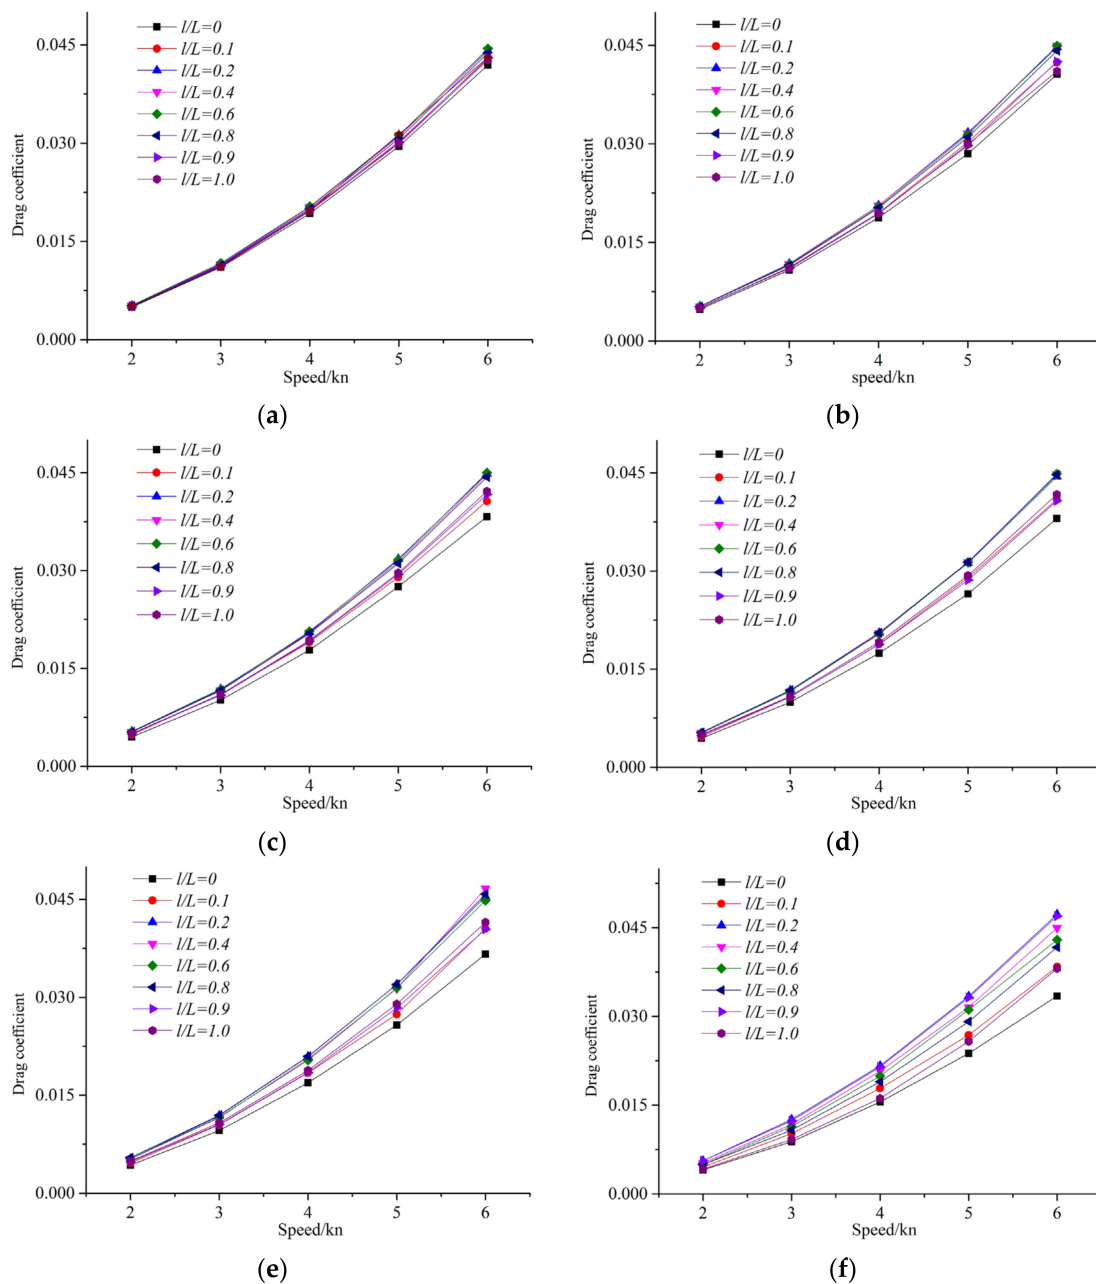 l/L=0
l/L=0.1
l/L=0.2
l/L=0.4
l/L=0.6
l/L=0.8
l/L=0.9
l/L=1.0
0.045
0.030
0.015
0.000
Drag coefficient
2 3 4 5 6
Speed/kn
(a)
l/L=0
l/L=0.1
l/L=0.2
l/L=0.4
l/L=0.6
l/L=0.8
l/L=0.9
l/L=1.0
0.045
0.030
0.015
0.000
Drag coefficient
2 3 4 5 6
speed/kn
(b)
l/L=0
l/L=0.1
l/L=0.2
l/L=0.4
l/L=0.6
l/L=0.8
l/L=0.9
l/L=1.0
0.045
0.030
0.015
0.000
Drag coefficient
2 3 4 5 6
Speed/kn
(c)
l/L=0
l/L=0.1
l/L=0.2
l/L=0.4
l/L=0.6
l/L=0.8
l/L=0.9
l/L=1.0
0.045
0.030
0.015
0.000
Drag coefficient
2 3 4 5 6
Speed/kn
(d)
l/L=0
l/L=0.1
l/L=0.2
l/L=0.4
l/L=0.6
l/L=0.8
l/L=0.9
l/L=1.0
0.045
0.030
0.015
0.000
Drag coefficient
2 3 4 5 6
Speed/kn
(e)
l/L=0
l/L=0.1
l/L=0.2
l/L=0.4
l/L=0.6
l/L=0.8
l/L=0.9
l/L=1.0
0.045
0.030
0.015
0.000
Drag coefficient
2 3 4 5 6
Speed/kn
(f)